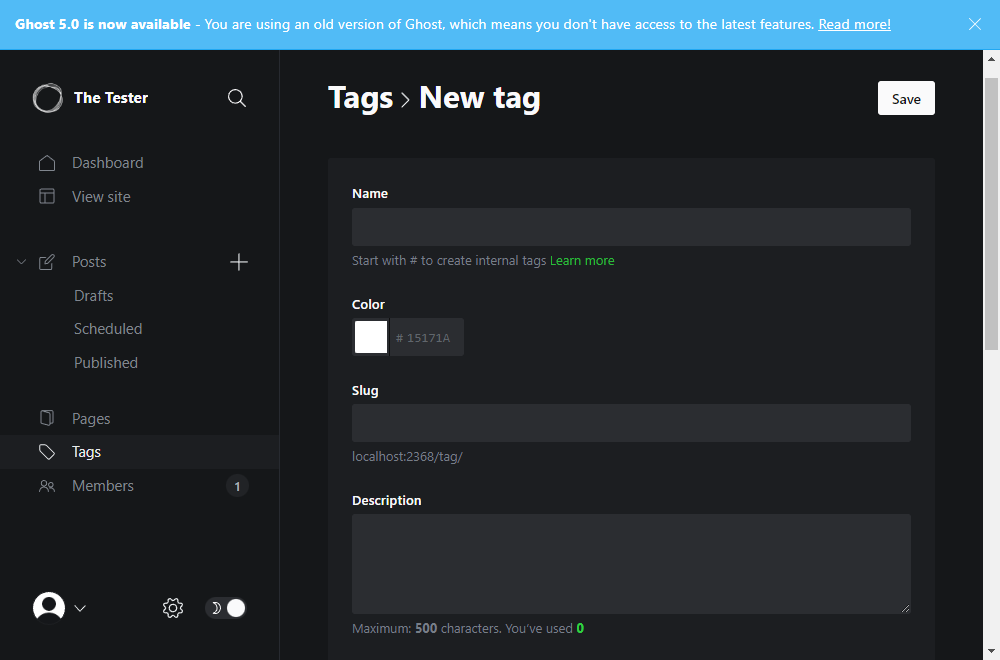 Ghost 5.0 is now available - You are using an old version of Ghost, which means you don't have access to the latest features. Read more!
The Tester
Dashboard
View site
Posts
Drafts
Scheduled
Published
Pages
Tags
Members
1
Tags > New tag
Save
Name
Start with # to create internal tags Learn more
Color
# 15171A
Slug
localhost:2368/tag/
Description
Maximum: 500 characters. You've used 0